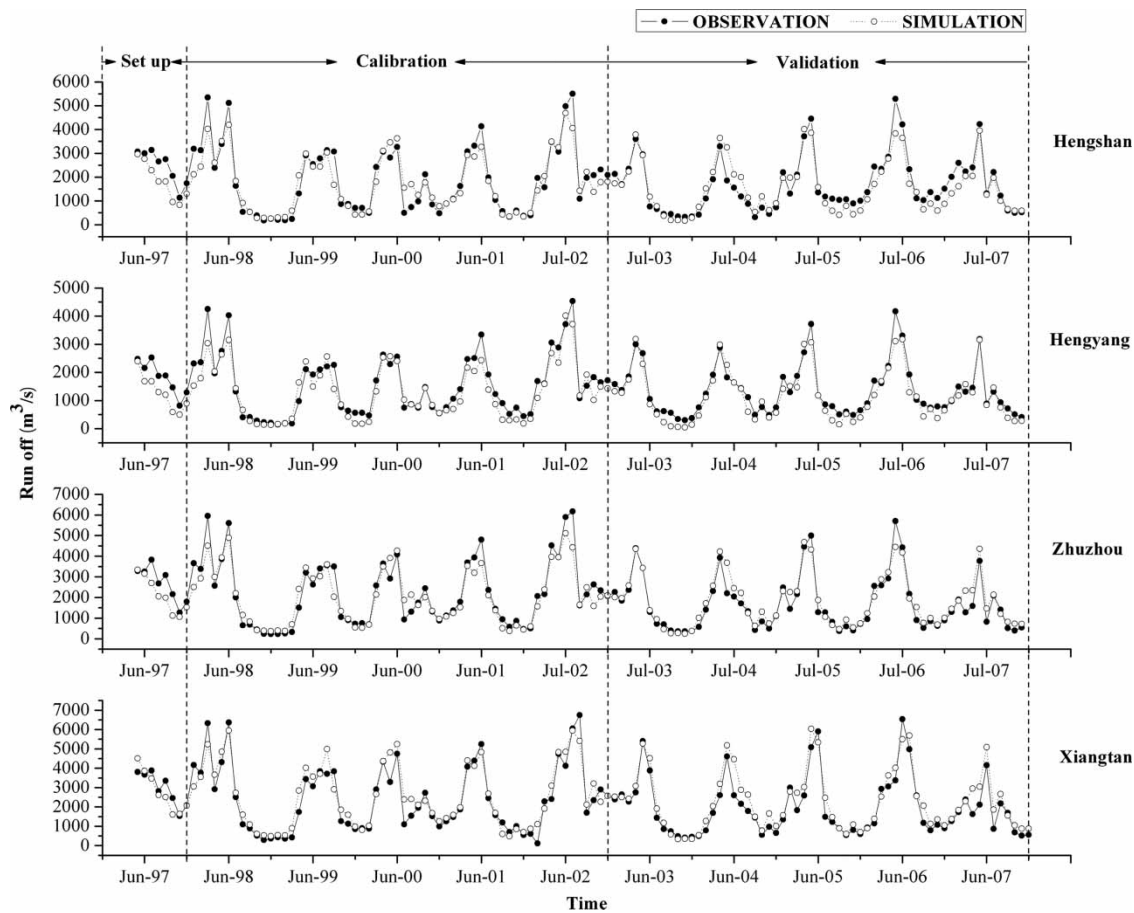 OBSERVATION SIMULATION
Set up Calibration Validation
6000
5000
4000
3000
2000
1000
0
Hengshan
Jun-97 Jun-98 Jun-99 Jun-00 Jun-01 Jul-02 Jul-03 Jul-04 Jul-05 Jul-06 Jul-07
5000
4000
3000
2000
1000
0
Hengyang
Jun-97 Jun-98 Jun-99 Jun-00 Jun-01 Jul-02 Jul-03 Jul-04 Jul-05 Jul-06 Jul-07
Run off (m³/s)
7000
6000
5000
4000
3000
2000
1000
0
Zhuzhou
Jun-97 Jun-98 Jun-99 Jun-00 Jun-01 Jul-02 Jul-03 Jul-04 Jul-05 Jul-06 Jul-07
7000
6000
5000
4000
3000
2000
1000
0
Xiangtan
Jun-97 Jun-98 Jun-99 Jun-00 Jun-01 Jun-02 Jun-03 Jun-04 Jun-05 Jun-06 Jun-07
Time